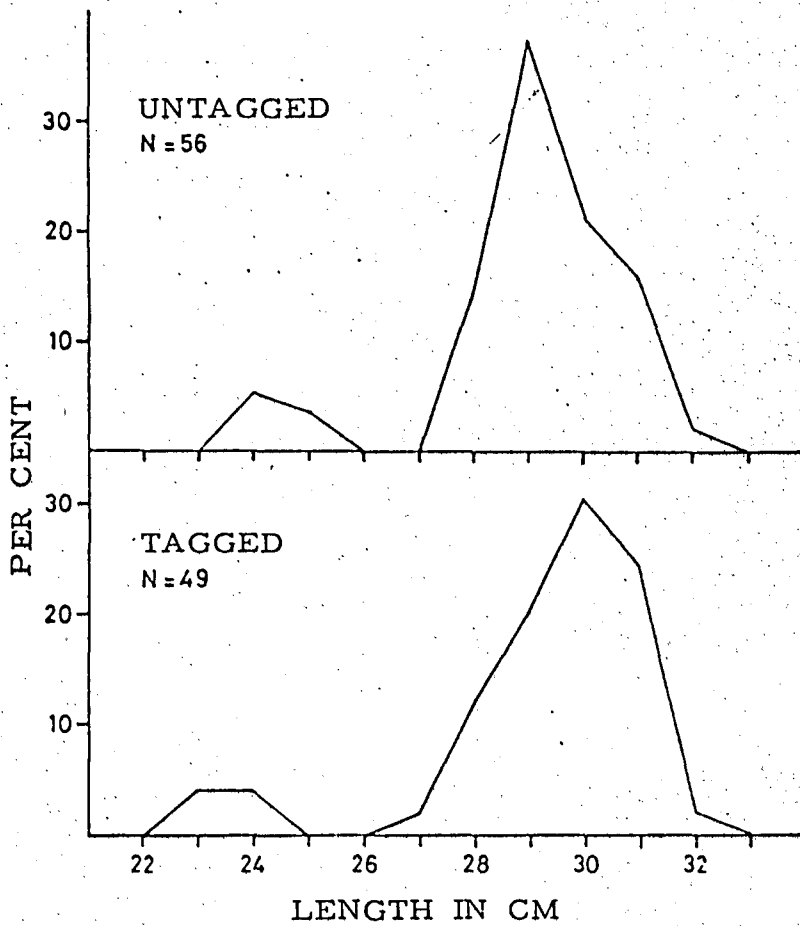 UNTAGGED
N = 56
30
20
10
PER CENT
TAGGED
N = 49
30
20
10
22 24 26 28 30 32
LENGTH IN CM